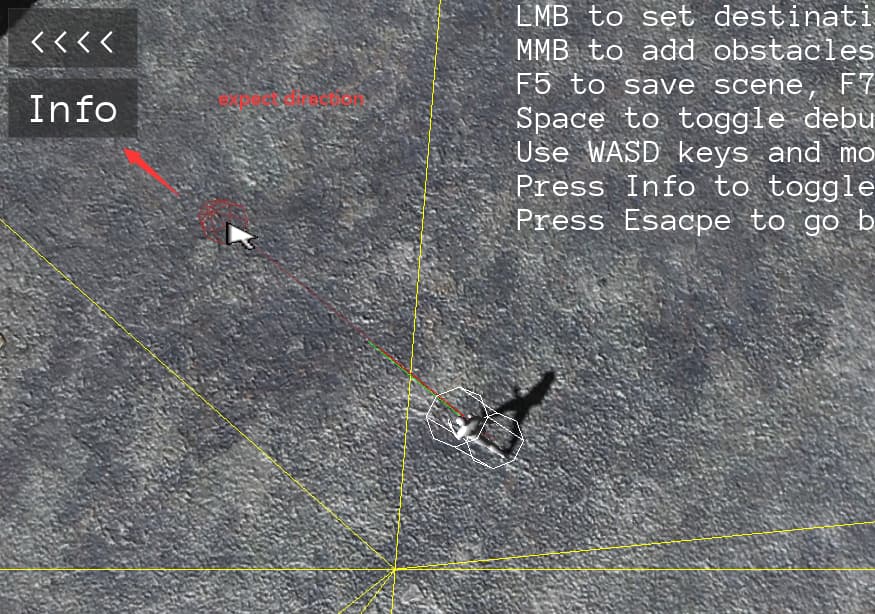 <<<<
Info
expect direction
LMB to set destinati
MMB to add obstacles
F5 to save scene, F7
Space to toggle debu
Use WASD keys and mo
Press Info to toggle
Press Esacpe to go b